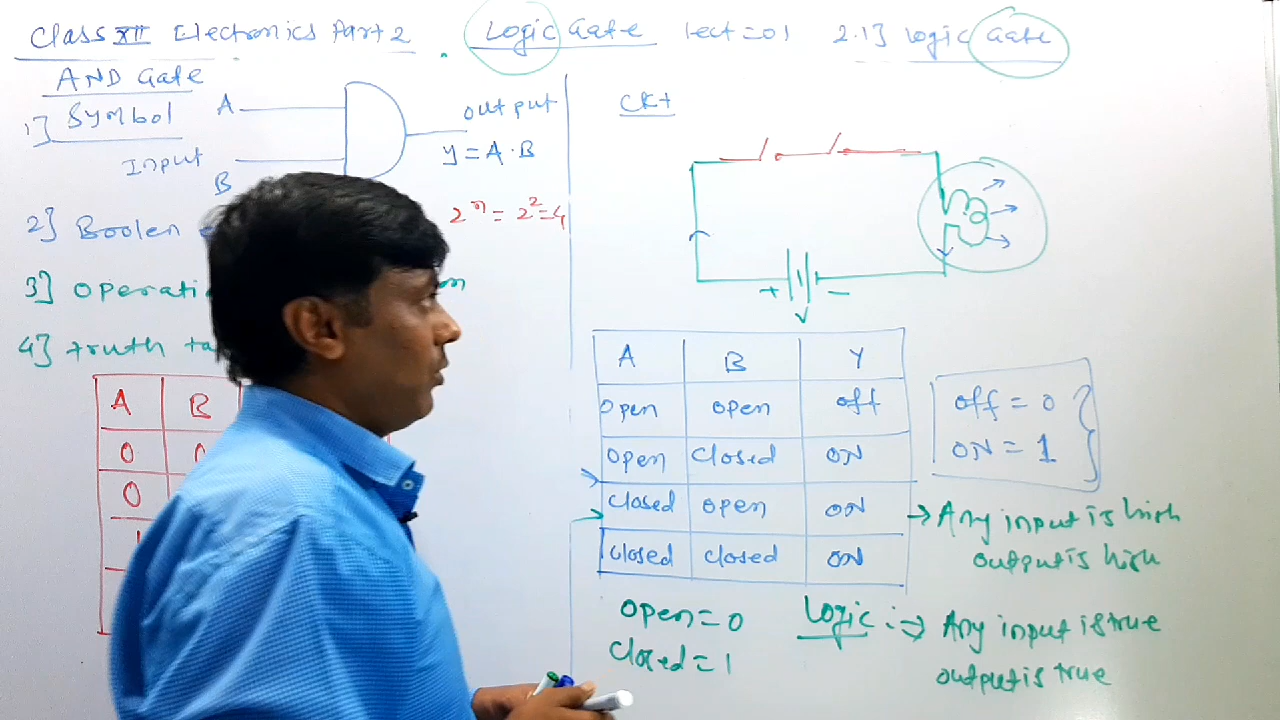 Class XII Electronics Part 2 . Logic Gate lect=01 2.1] Logic Gate
AND Gate
1] Symbol
A
Input
B
output
y = A · B
2] Boolen
2ⁿ = 2² = 4
3] operati
4] truth ta
A B
0 0
0
ckt
+ −
A B Y
open open off
open closed ON
closed open ON
closed closed ON
off = 0
ON = 1
→ Any input is high
output is high
open = 0
closed = 1
Logic :→ Any input is true
output is true